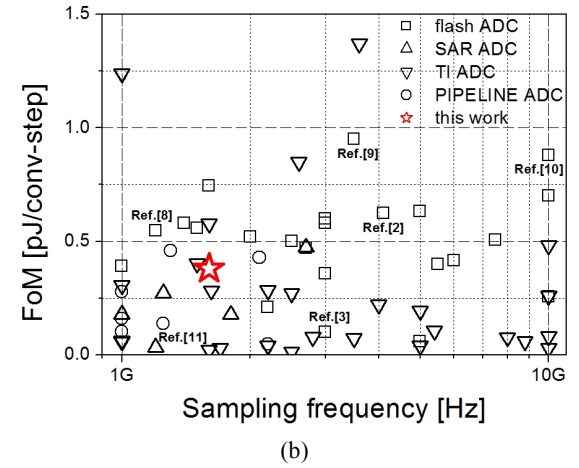 1.5
flash ADC
SAR ADC
TI ADC
PIPELINE ADC
this work
1.0
Ref.[9]
Ref.[10]
Ref.[8]
Ref.[2]
0.5
Ref.[3]
Ref.[11]
0.0
1G
10G
FoM [pJ/conv-step]
Sampling frequency [Hz]
(b)